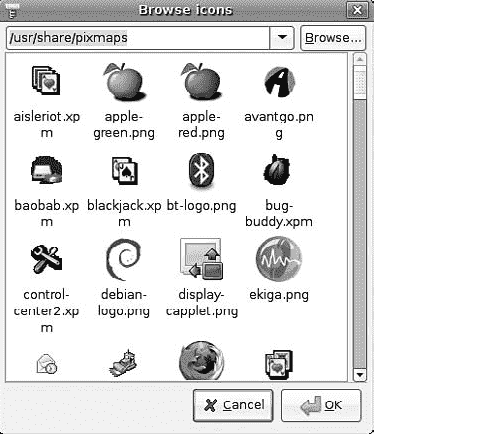 Browse icons
/usr/share/pixmaps
Browse...
aisleriot.xp
m
apple-
green.png
apple-
red.png
avantgo.pn
g
baobab.xp
m
blackjack.xp
m
bt-logo.png
bug-
buddy.xpm
control-
center2.xp
m
debian-
logo.png
display-
capplet.png
ekiga.png
Cancel
OK